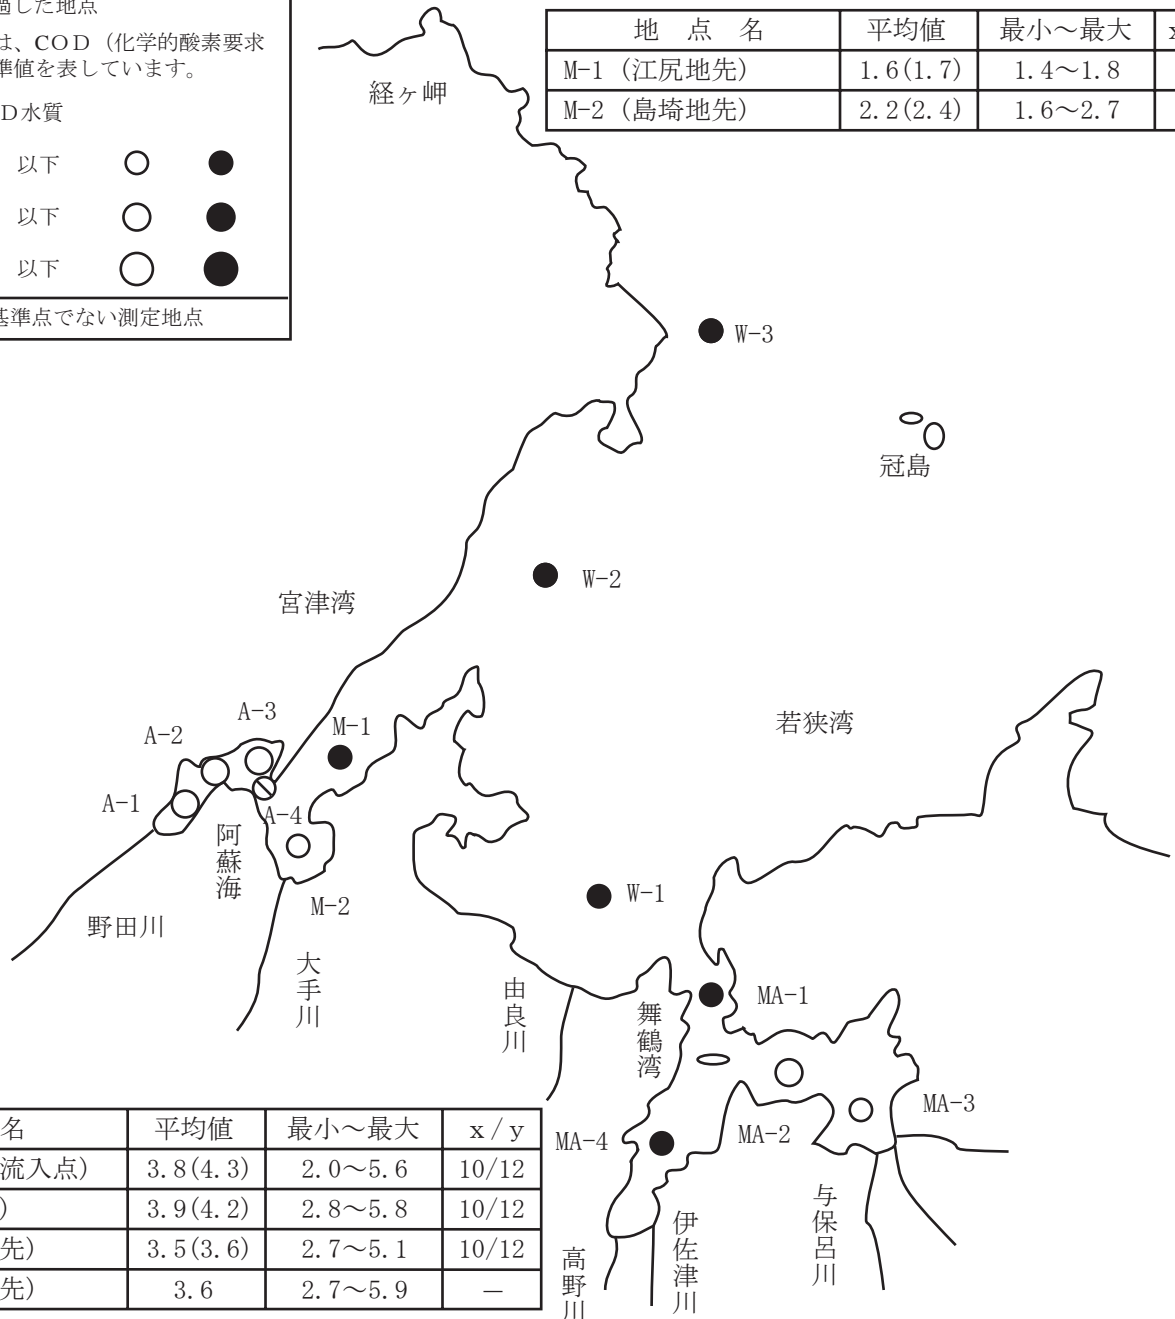 過した地点
は、COD（化学的酸素要求
準値を表しています。
D水質
以下
以下
以下
基準点でない測定地点
地　点　名　平均値　最小～最大　x
M-1（江尻地先）　1.6(1.7)　1.4～1.8
M-2（島埼地先）　2.2(2.4)　1.6～2.7
経ヶ岬
W-3
冠島
W-2
宮津湾
A-3
M-1
A-2
若狭湾
A-1
A-4
阿蘇海
W-1
M-2
野田川
大手川
由良川
MA-1
舞鶴湾
MA-3
MA-2
MA-4
与保呂川
伊佐津川
高野川
名　平均値　最小～最大　x/y
流入点）　3.8(4.3)　2.0～5.6　10/12
）　3.9(4.2)　2.8～5.8　10/12
先）　3.5(3.6)　2.7～5.1　10/12
先）　3.6　2.7～5.9　－